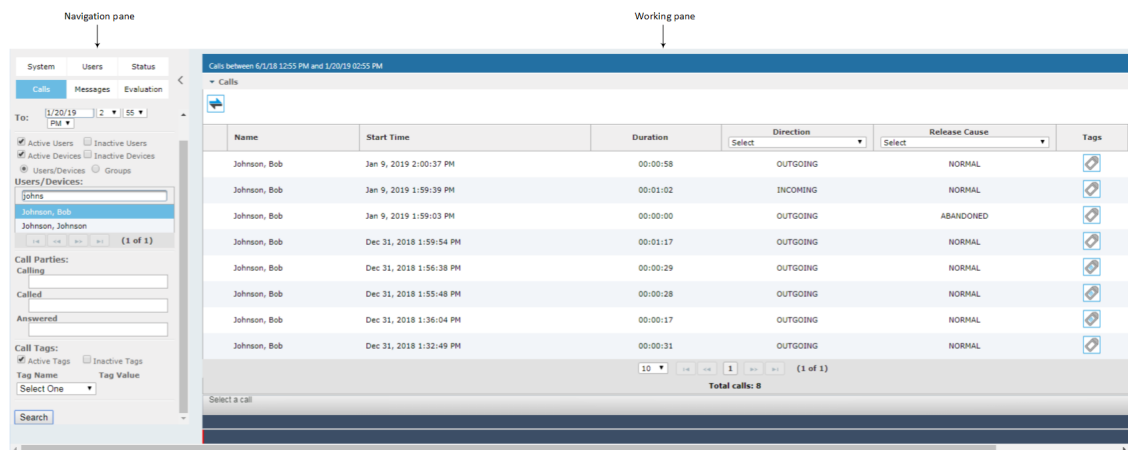 Navigation pane
Working pane
System Users Status
Calls Messages Evaluation
To: 1/20/19 2 55
PM
Active Users Inactive Users
Active Devices Inactive Devices
Users/Devices Groups
Users/Devices:
johns
Johnson, Bob
Johnson, Johnson
(1 of 1)
Call Parties:
Calling
Called
Answered
Call Tags:
Active Tags Inactive Tags
Tag Name Tag Value
Select One
Search
Calls between 6/1/18 12:55 PM and 1/20/19 02:55 PM
Calls
Name Start Time Duration Direction Release Cause Tags
Select Select
Johnson, Bob Jan 9, 2019 2:00:37 PM 00:00:58 OUTGOING NORMAL
Johnson, Bob Jan 9, 2019 1:59:39 PM 00:01:02 INCOMING NORMAL
Johnson, Bob Jan 9, 2019 1:59:03 PM 00:00:00 OUTGOING ABANDONED
Johnson, Bob Dec 31, 2018 1:59:54 PM 00:01:17 OUTGOING NORMAL
Johnson, Bob Dec 31, 2018 1:56:38 PM 00:00:29 OUTGOING NORMAL
Johnson, Bob Dec 31, 2018 1:55:48 PM 00:00:28 OUTGOING NORMAL
Johnson, Bob Dec 31, 2018 1:36:04 PM 00:00:17 OUTGOING NORMAL
Johnson, Bob Dec 31, 2018 1:32:49 PM 00:00:31 OUTGOING NORMAL
10 1 (1 of 1)
Total calls: 8
Select a call